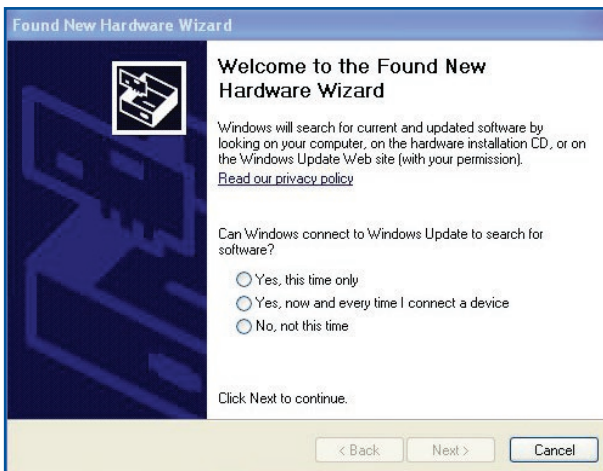 Found New Hardware Wizard
Welcome to the Found New
Hardware Wizard
Windows will search for current and updated software by
looking on your computer, on the hardware installation CD, or on
the Windows Update Web site (with your permission).
Read our privacy policy
Can Windows connect to Windows Update to search for
software?
Yes, this time only
Yes, now and every time I connect a device
No, not this time
Click Next to continue.
< Back
Next >
Cancel